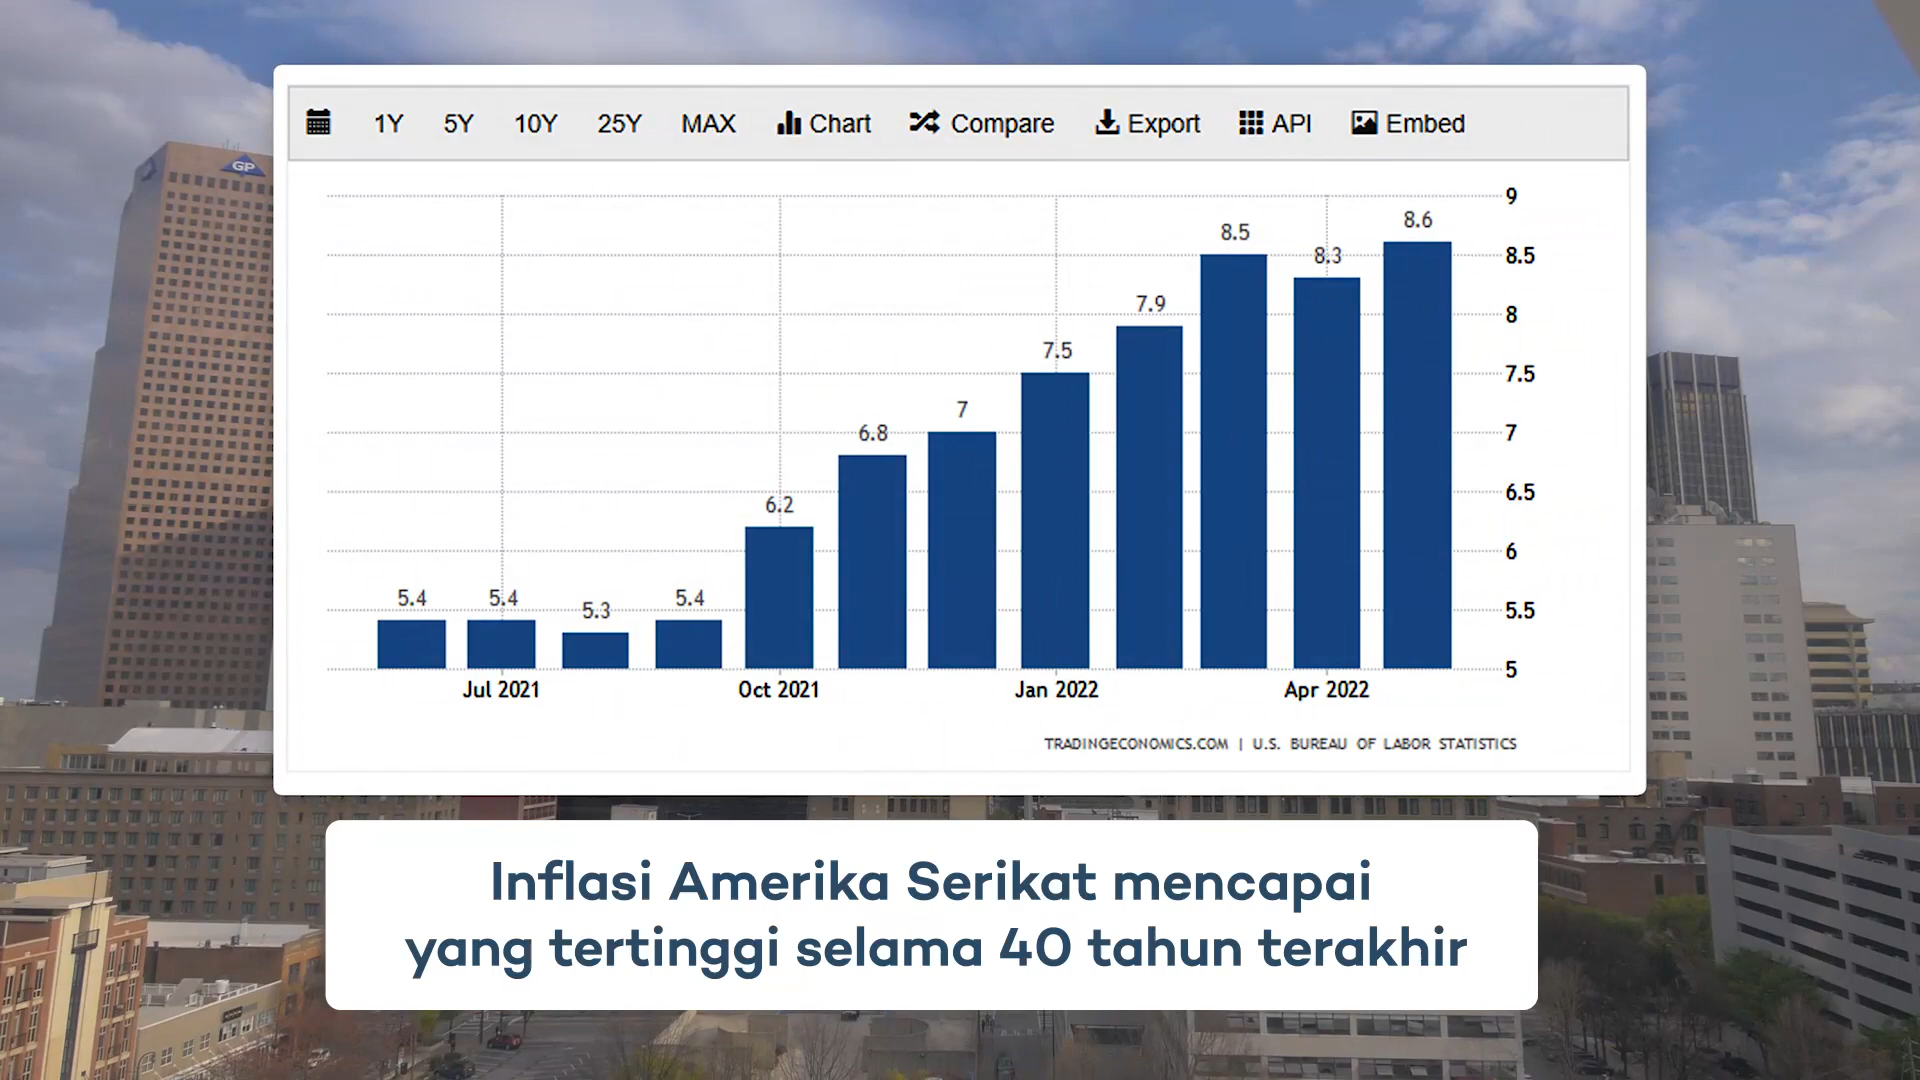 GP
1Y 5Y 10Y 25Y MAX Chart Compare Export API Embed
9
8.5
8
7.5
7
6.5
6
5.5
5
5.4 5.4 5.3 5.4 6.2 6.8 7 7.5 7.9 8.5 8.3 8.6
Jul 2021 Oct 2021 Jan 2022 Apr 2022
TRADINGECONOMICS.COM | U.S. BUREAU OF LABOR STATISTICS
Inflasi Amerika Serikat mencapai
yang tertinggi selama 40 tahun terakhir